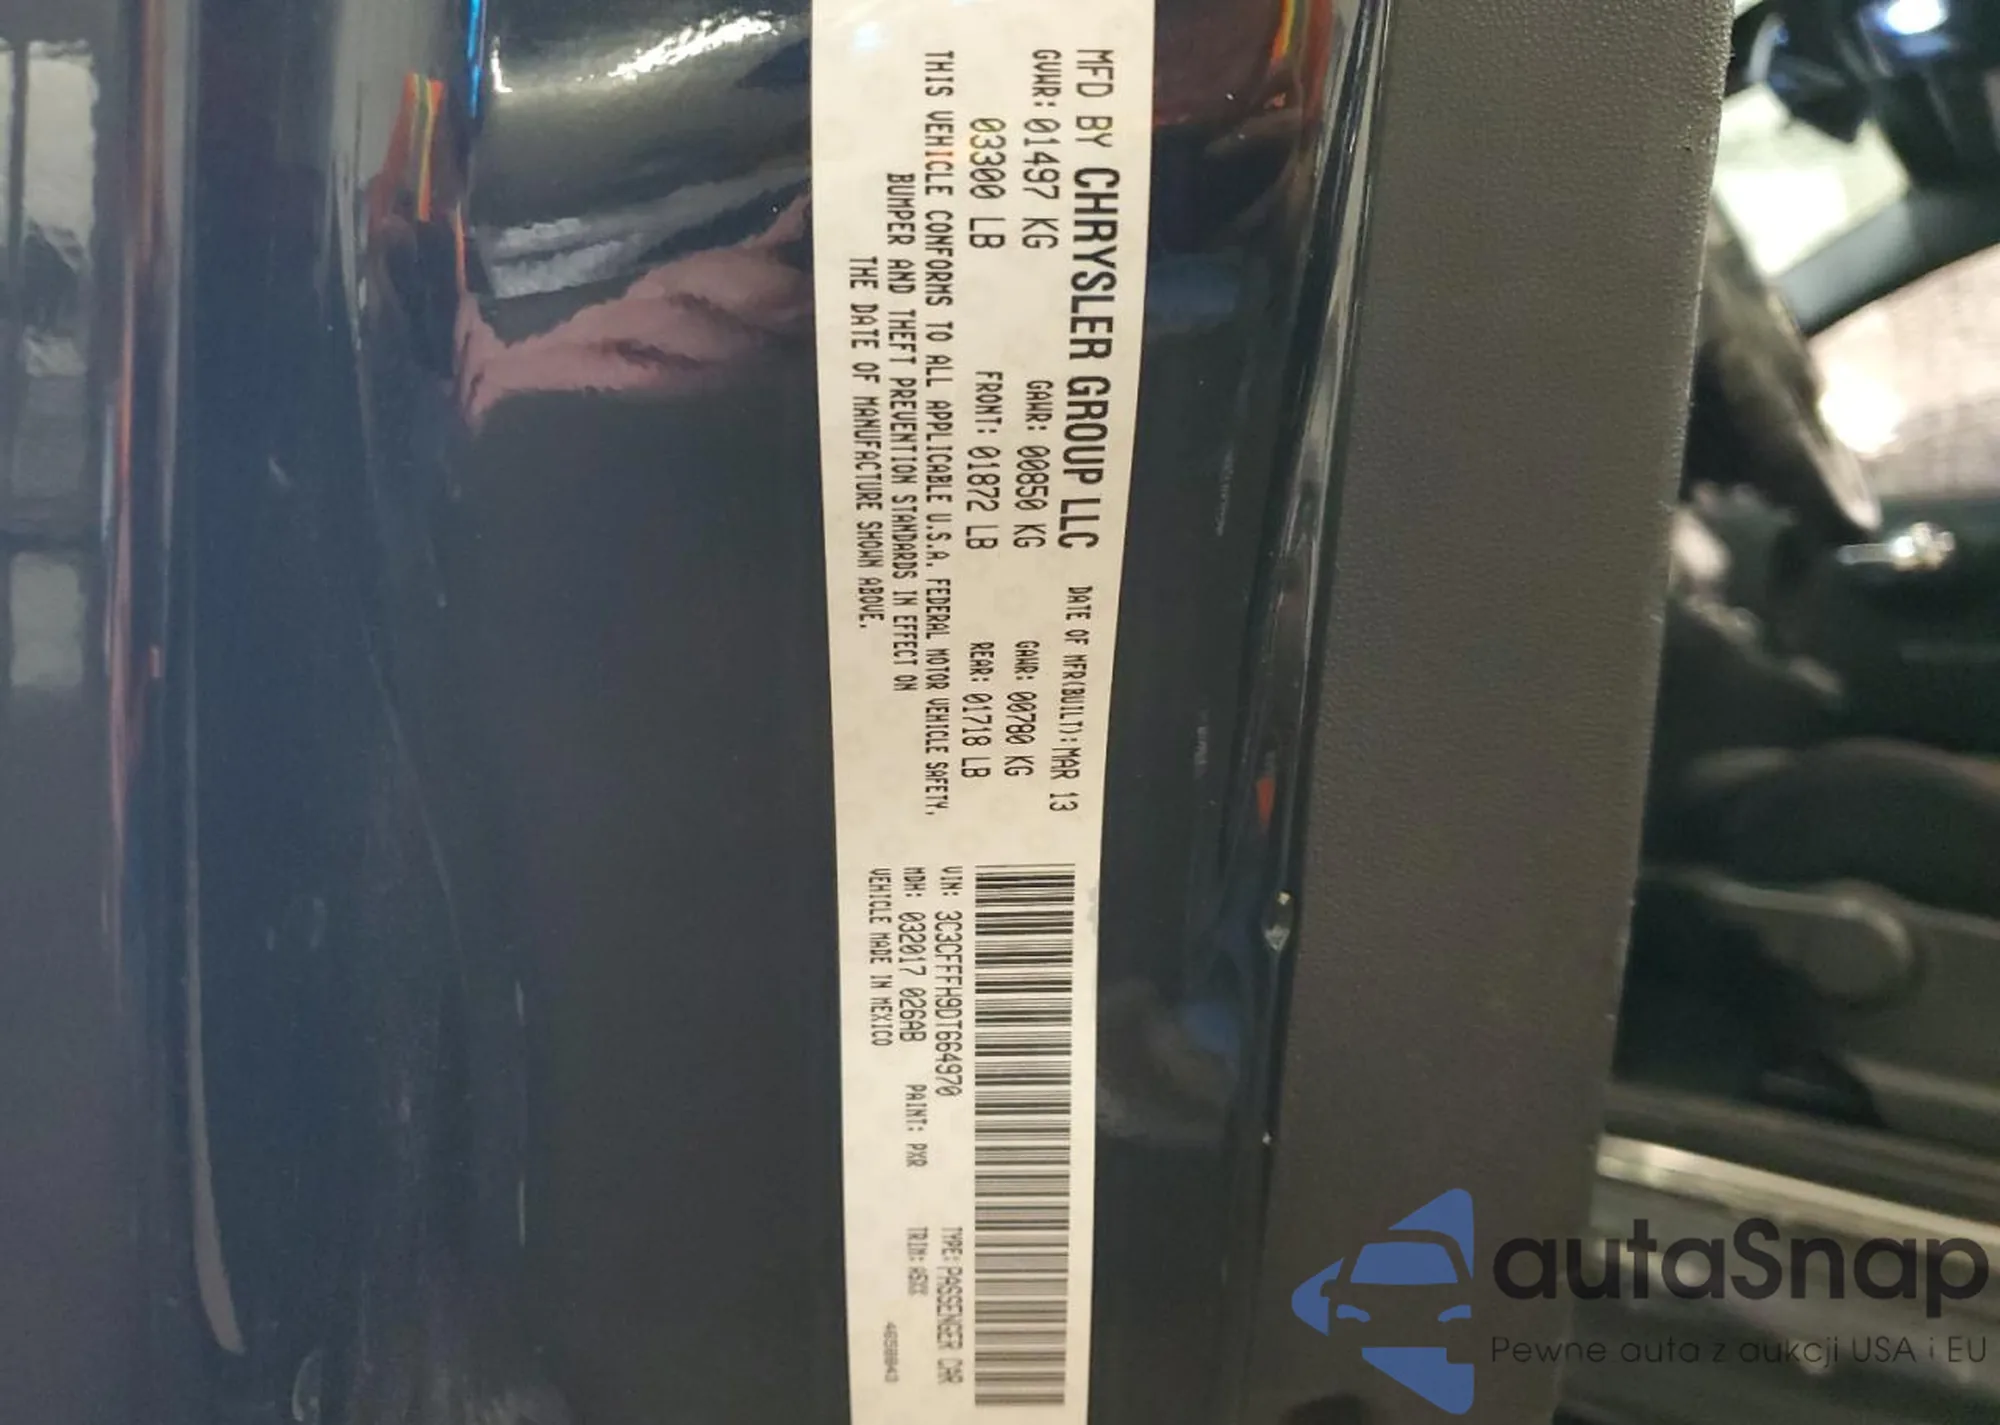 MFD BY CHRYSLER GROUP LLC DATE OF MFR(BUILT): MAR 13
GVWR: 01497 KG GAWR: 00850 KG GAWR: 00780 KG
03300 LB FRONT: 01872 LB REAR: 01718 LB
THIS VEHICLE CONFORMS TO ALL APPLICABLE U.S.A. FEDERAL MOTOR VEHICLE SAFETY,
BUMPER AND THEFT PREVENTION STANDARDS IN EFFECT ON
THE DATE OF MANUFACTURE SHOWN ABOVE.
VIN: 3C3CFFFH9DT664970 TYPE: PASSENGER CAR
MDH: 032017 026AB PAINT: PXR TRIM:
VEHICLE MADE IN MEXICO
autaSnap
Pewne auta z aukcji USA i EU